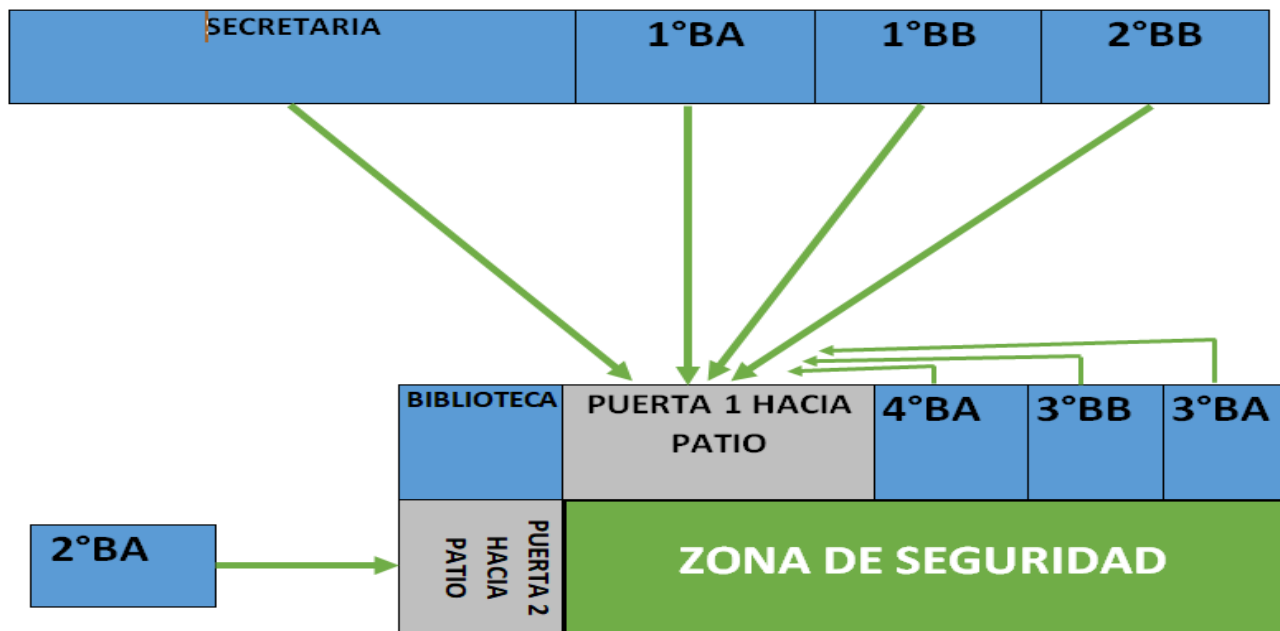 SECRETARIA
1°BA
1°BB
2°BB
BIBLIOTECA
PUERTA 1 HACIA
PATIO
4°BA
3°BB
3°BA
2°BA
PUERTA 2
HACIA
PATIO
ZONA DE SEGURIDAD